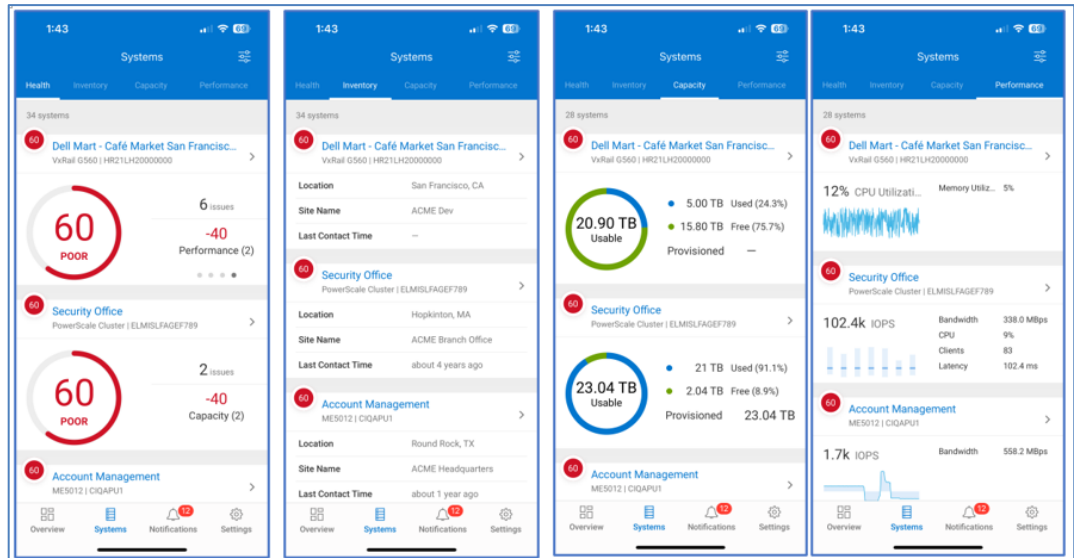 1:43
69
Systems
Health Inventory Capacity Performance
34 systems
60
Dell Mart - Café Market San Francisc...
VxRail G560 | HR21LH20000000
60
POOR
6 issues
-40
Performance (2)
60
Security Office
PowerScale Cluster | ELMISLFAGEF789
60
POOR
2 issues
-40
Capacity (2)
60
Account Management
ME5012 | CIQAPU1
12
Overview Systems Notifications Settings
1:43
69
Systems
Health Inventory Capacity Performance
34 systems
60
Dell Mart - Café Market San Francisc...
VxRail G560 | HR21LH20000000
Location San Francisco, CA
Site Name ACME Dev
Last Contact Time —
60
Security Office
PowerScale Cluster | ELMISLFAGEF789
Location Hopkinton, MA
Site Name ACME Branch Office
Last Contact Time about 4 years ago
60
Account Management
ME5012 | CIQAPU1
Location Round Rock, TX
Site Name ACME Headquarters
Last Contact Time about 1 year ago
12
Overview Systems Notifications Settings
1:43
69
Systems
Health Inventory Capacity Performance
28 systems
60
Dell Mart - Café Market San Francisc...
VxRail G560 | HR21LH20000000
20.90 TB
Usable
5.00 TB Used (24.3%)
15.80 TB Free (75.7%)
Provisioned —
60
Security Office
PowerScale Cluster | ELMISLFAGEF789
23.04 TB
Usable
21 TB Used (91.1%)
2.04 TB Free (8.9%)
Provisioned 23.04 TB
60
Account Management
ME5012 | CIQAPU1
12
Overview Systems Notifications Settings
1:43
69
Systems
Health Inventory Capacity Performance
28 systems
60
Dell Mart - Café Market San Francisc...
VxRail G560 | HR21LH20000000
12% CPU Utilizati... Memory Utiliz... 5%
60
Security Office
PowerScale Cluster | ELMISLFAGEF789
102.4k IOPS
Bandwidth 338.0 MBps
CPU 9%
Clients 83
Latency 102.4 ms
60
Account Management
ME5012 | CIQAPU1
1.7k IOPS Bandwidth 558.2 MBps
12
Overview Systems Notifications Settings